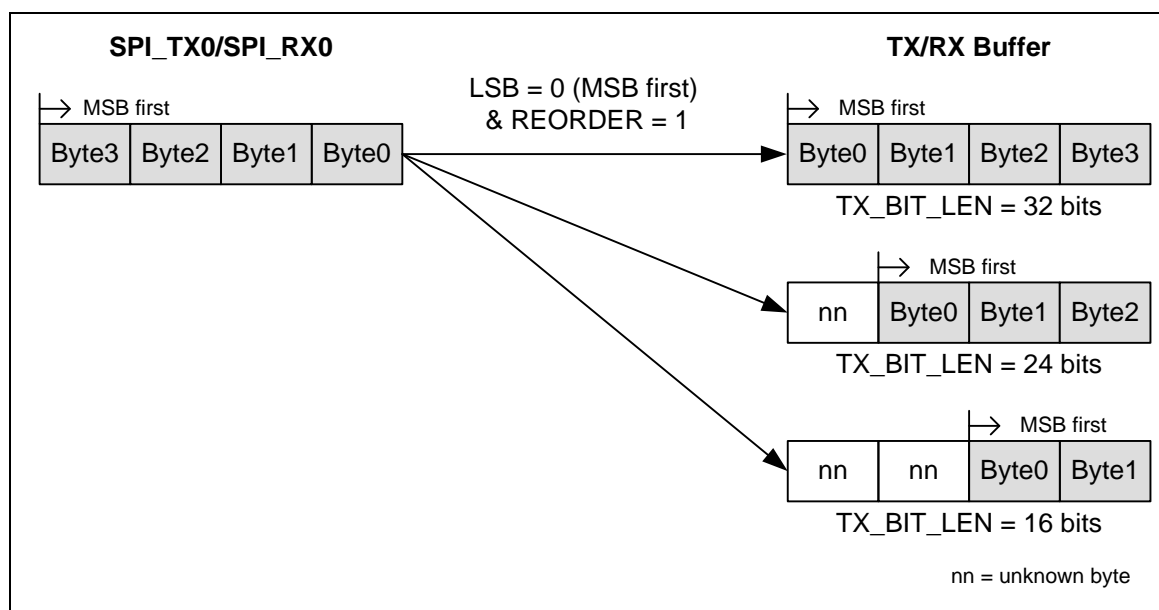 SPI_TX0/SPI_RX0
TX/RX Buffer
LSB = 0 (MSB first)
& REORDER = 1
MSB first
Byte3 Byte2 Byte1 Byte0
MSB first
Byte0 Byte1 Byte2 Byte3
TX_BIT_LEN = 32 bits
MSB first
nn Byte0 Byte1 Byte2
TX_BIT_LEN = 24 bits
MSB first
nn nn Byte0 Byte1
TX_BIT_LEN = 16 bits
nn = unknown byte